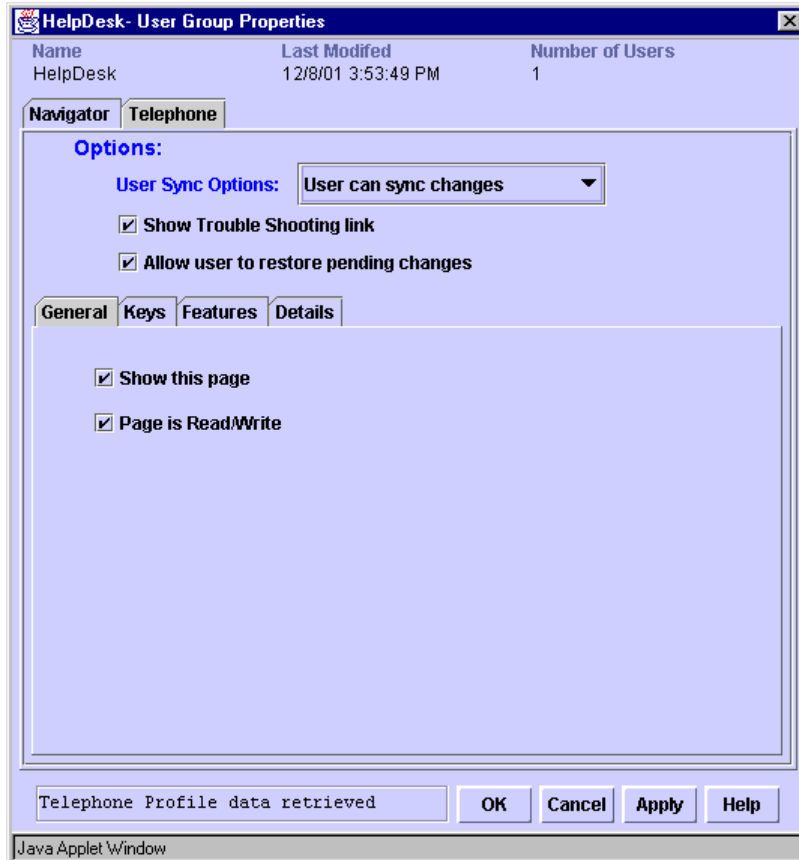 HelpDesk- User Group Properties
Name Last Modifed Number of Users
HelpDesk 12/8/01 3:53:49 PM 1
Navigator Telephone
Options:
User Sync Options: User can sync changes
Show Trouble Shooting link
Allow user to restore pending changes
General Keys Features Details
Show this page
Page is Read/Write
Telephone Profile data retrieved OK Cancel Apply Help
Java Applet Window